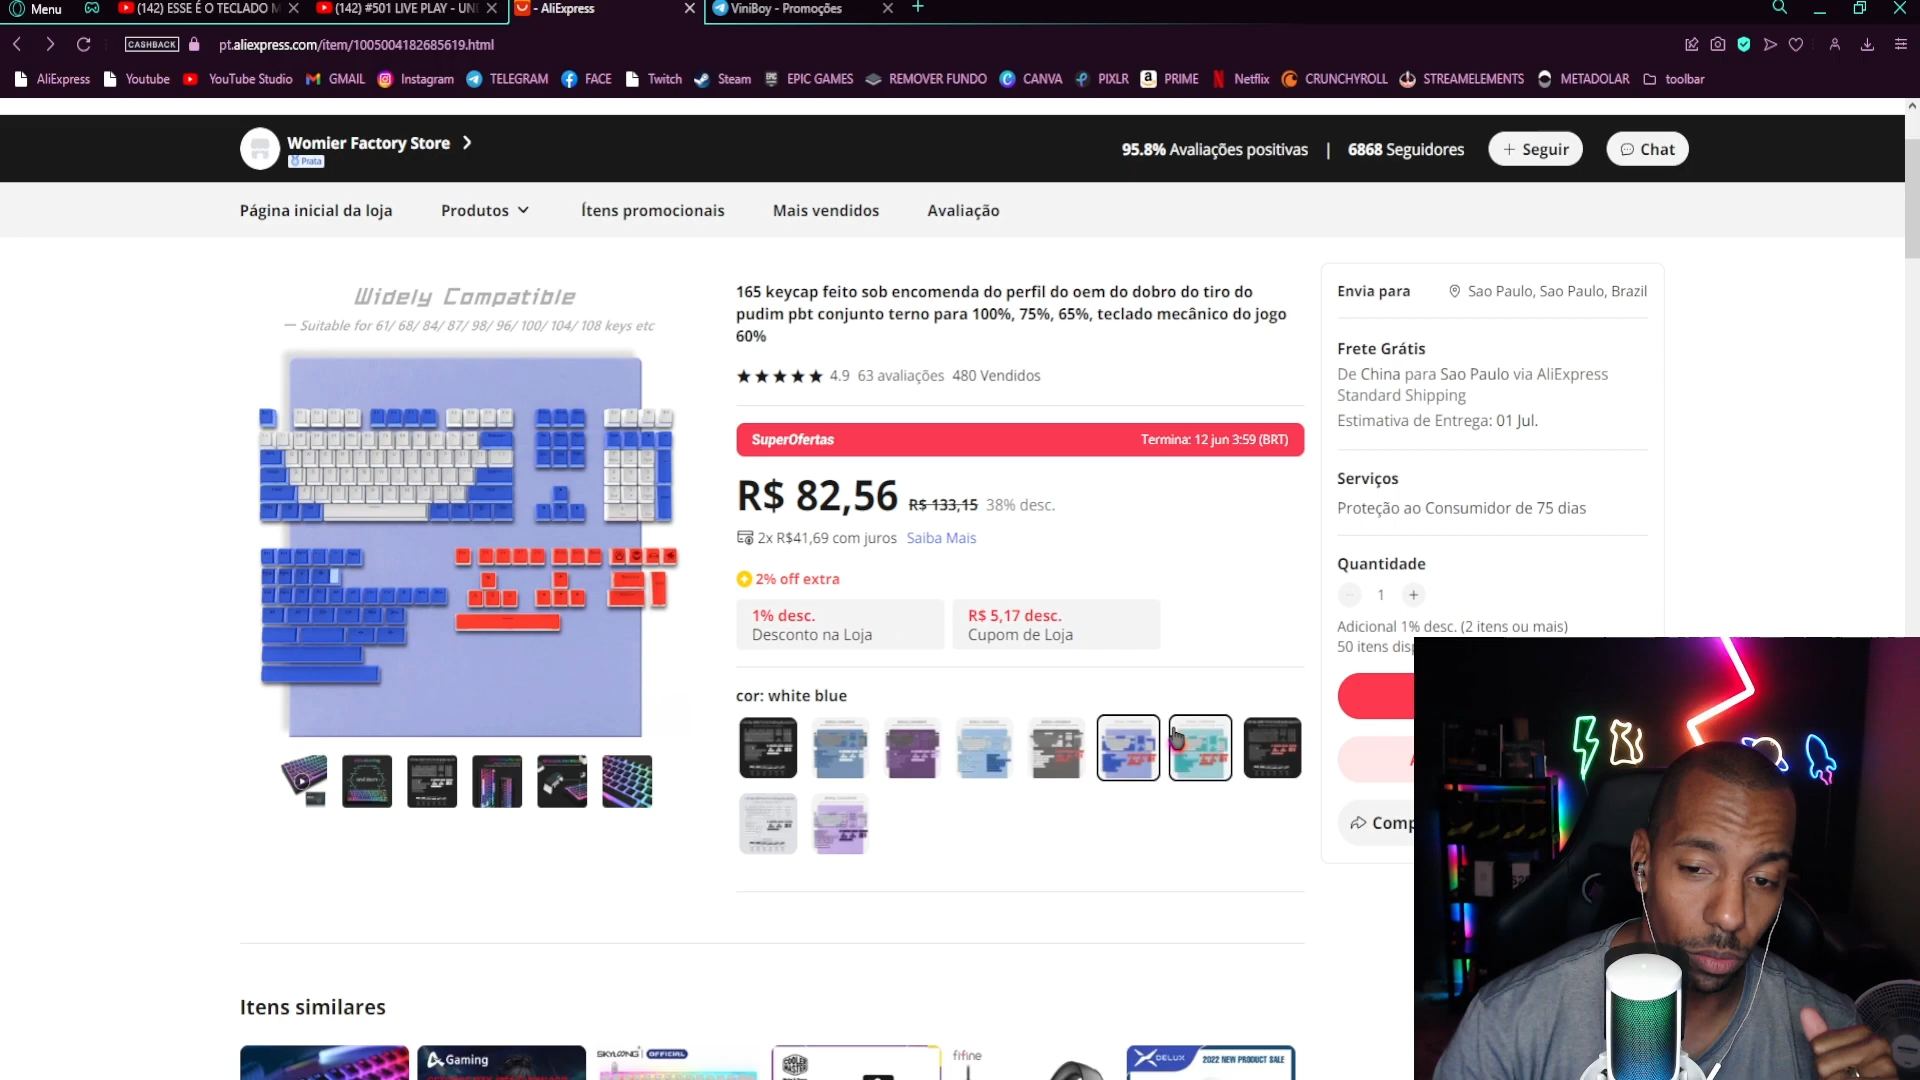 Menu
(142) ESSE É O TECLADO M
(142) #501 LIVE PLAY - UNI
- AliExpress
ViniBoy - Promoções
CASHBACK
pt.aliexpress.com/item/1005004182685619.html
AliExpress
Youtube
YouTube Studio
GMAIL
Instagram
TELEGRAM
FACE
Twitch
Steam
EPIC GAMES
REMOVER FUNDO
CANVA
PIXLR
PRIME
Netflix
CRUNCHYROLL
STREAMELEMENTS
METADOLAR
toolbar
Womier Factory Store
Prata
95.8% Avaliações positivas | 6868 Seguidores
+ Seguir
Chat
Página inicial da loja
Produtos
Ítens promocionais
Mais vendidos
Avaliação
Widely Compatible
— Suitable for 61/ 68/ 84/ 87/ 98/ 96/ 100/ 104/ 108 keys etc
165 keycap feito sob encomenda do perfil do oem do dobro do tiro do
pudim pbt conjunto terno para 100%, 75%, 65%, teclado mecânico do jogo
60%
4.9 63 avaliações 480 Vendidos
SuperOfertas
Termina: 12 jun 3:59 (BRT)
R$ 82,56 R$ 133,15 38% desc.
2x R$41,69 com juros Saiba Mais
2% off extra
1% desc.
Desconto na Loja
R$ 5,17 desc.
Cupom de Loja
cor: white blue
Envia para
Sao Paulo, Sao Paulo, Brazil
Frete Grátis
De China para Sao Paulo via AliExpress
Standard Shipping
Estimativa de Entrega: 01 Jul.
Serviços
Proteção ao Consumidor de 75 dias
Quantidade
1
Adicional 1% desc. (2 itens ou mais)
50 itens disp
Comp
Itens similares
Gaming
SKYLOONG OFFICIAL
COOLER MASTER
fifine
DELUX
2022 NEW PRODUCT SALE